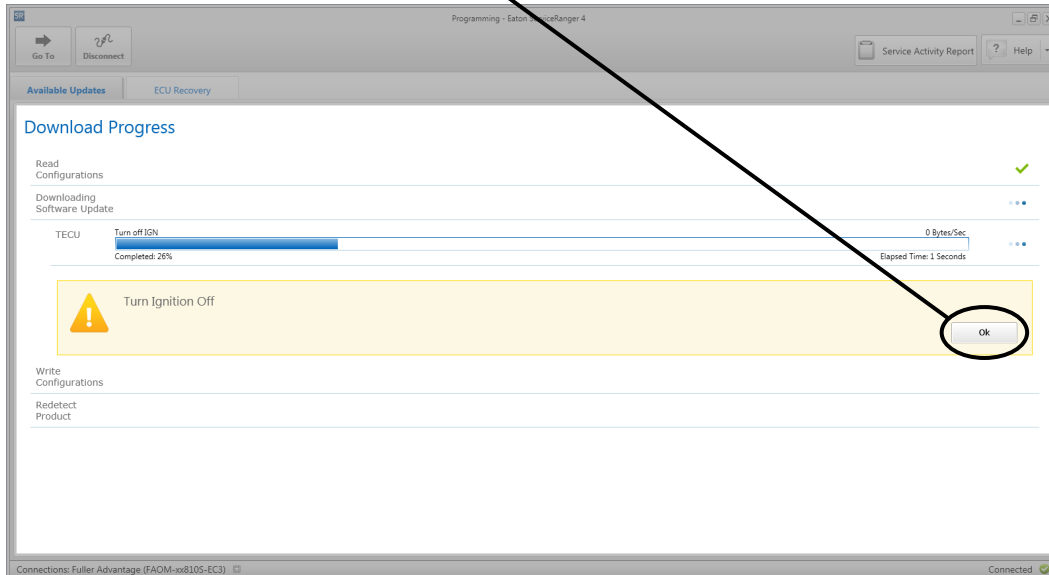 SR
Programming - Eaton ServiceRanger 4
Go To
Disconnect
Service Activity Report
? Help
Available Updates
ECU Recovery
Download Progress
Read
Configurations
Downloading
Software Update
TECU
Turn off IGN
0 Bytes/Sec
Completed: 26%
Elapsed Time: 1 Seconds
Turn Ignition Off
Ok
Write
Configurations
Redetect
Product
Connections: Fuller Advantage (FAOM-xx810S-EC3)
Connected